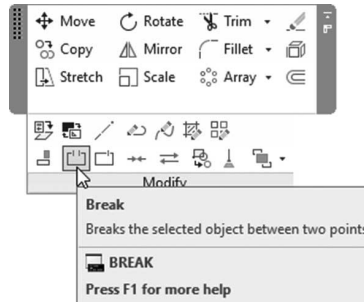 Move Rotate Trim
Copy Mirror Fillet
Stretch Scale Array
Modify
Break
Breaks the selected object between two points
BREAK
Press F1 for more help